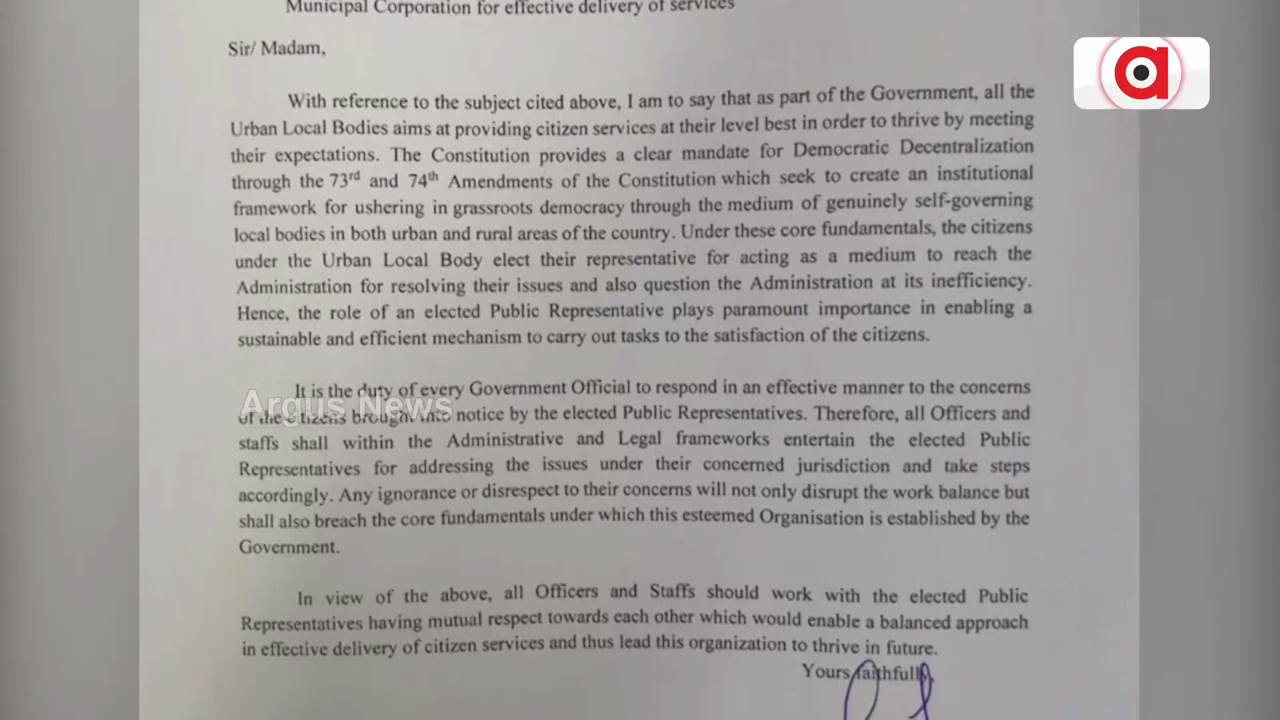 Municipal Corporation for effective delivery of services
Sir/ Madam,
With reference to the subject cited above, I am to say that as part of the Government, all the
Urban Local Bodies aims at providing citizen services at their level best in order to thrive by meeting
their expectations. The Constitution provides a clear mandate for Democratic Decentralization
through the 73rd and 74th Amendments of the Constitution which seek to create an institutional
framework for ushering in grassroots democracy through the medium of genuinely self-governing
local bodies in both urban and rural areas of the country. Under these core fundamentals, the citizens
under the Urban Local Body elect their representative for acting as a medium to reach the
Administration for resolving their issues and also question the Administration at its inefficiency.
Hence, the role of an elected Public Representative plays paramount importance in enabling a
sustainable and efficient mechanism to carry out tasks to the satisfaction of the citizens.
It is the duty of every Government Official to respond in an effective manner to the concerns
Argus News
of the citizens brought into notice by the elected Public Representatives. Therefore, all Officers and
staffs shall within the Administrative and Legal frameworks entertain the elected Public
Representatives for addressing the issues under their concerned jurisdiction and take steps
accordingly. Any ignorance or disrespect to their concerns will not only disrupt the work balance but
shall also breach the core fundamentals under which this esteemed Organisation is established by the
Government.
In view of the above, all Officers and Staffs should work with the elected Public
Representatives having mutual respect towards each other which would enable a balanced approach
in effective delivery of citizen services and thus lead this organization to thrive in future.
Yours faithfully,
a